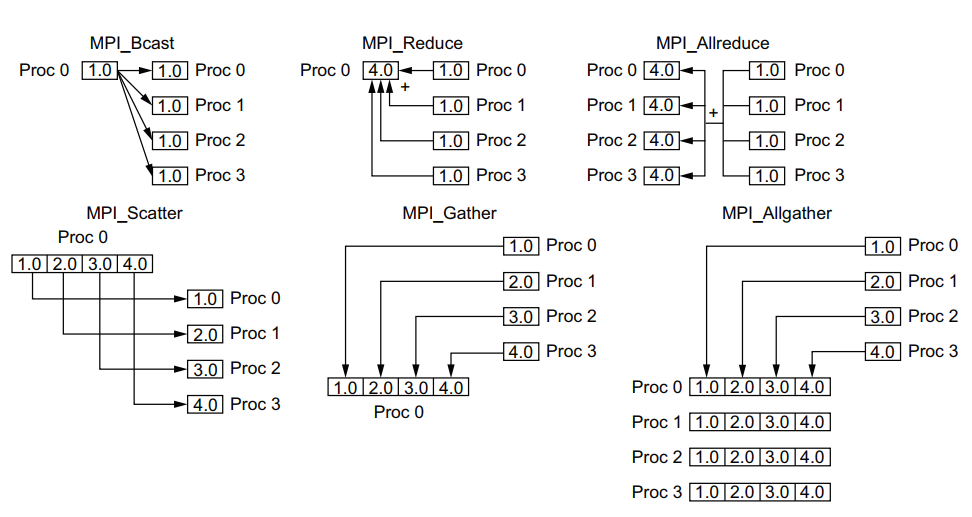 MPI_Bcast MPI_Reduce MPI_Allreduce
Proc 0 1.0 1.0 Proc 0 Proc 0 4.0 1.0 Proc 0 Proc 0 4.0 1.0 Proc 0
+
1.0 Proc 1 1.0 Proc 1 Proc 1 4.0 + 1.0 Proc 1
1.0 Proc 2 1.0 Proc 2 Proc 2 4.0 1.0 Proc 2
1.0 Proc 3 1.0 Proc 3 Proc 3 4.0 1.0 Proc 3
MPI_Scatter MPI_Gather MPI_Allgather
Proc 0
1.0 Proc 0 1.0 Proc 0
1.0 2.0 3.0 4.0
2.0 Proc 1 2.0 Proc 1
1.0 Proc 0
3.0 Proc 2 3.0 Proc 2
2.0 Proc 1
4.0 Proc 3 4.0 Proc 3
3.0 Proc 2
1.0 2.0 3.0 4.0 Proc 0 1.0 2.0 3.0 4.0
4.0 Proc 3
Proc 0
Proc 1 1.0 2.0 3.0 4.0
Proc 2 1.0 2.0 3.0 4.0
Proc 3 1.0 2.0 3.0 4.0